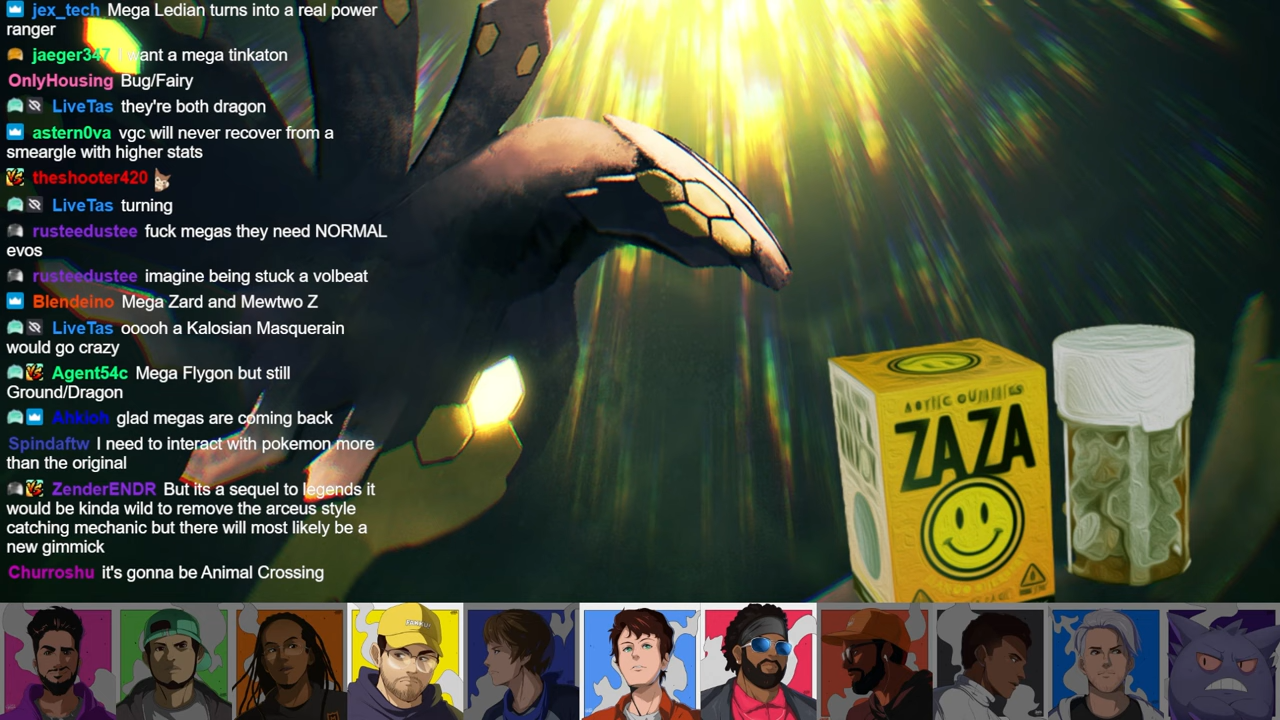 jex_tech Mega Ledian turns into a real power
ranger
jaeger347 I want a mega tinkaton
OnlyHousing Bug/Fairy
LiveTas they're both dragon
astern0va vgc will never recover from a
smeargle with higher stats
theshooter420
LiveTas turning
rusteedustee fuck megas they need NORMAL
evos
rusteedustee imagine being stuck a volbeat
Blendeino Mega Zard and Mewtwo Z
LiveTas ooooh a Kalosian Masquerain
would go crazy
Agent54c Mega Flygon but still
Ground/Dragon
Ahkioh glad megas are coming back
Spindaftw I need to interact with pokemon more
than the original
ZenderENDR But its a sequel to legends it
would be kinda wild to remove the arceus style
catching mechanic but there will most likely be a
new gimmick
Churroshu it's gonna be Animal Crossing
ZAZA